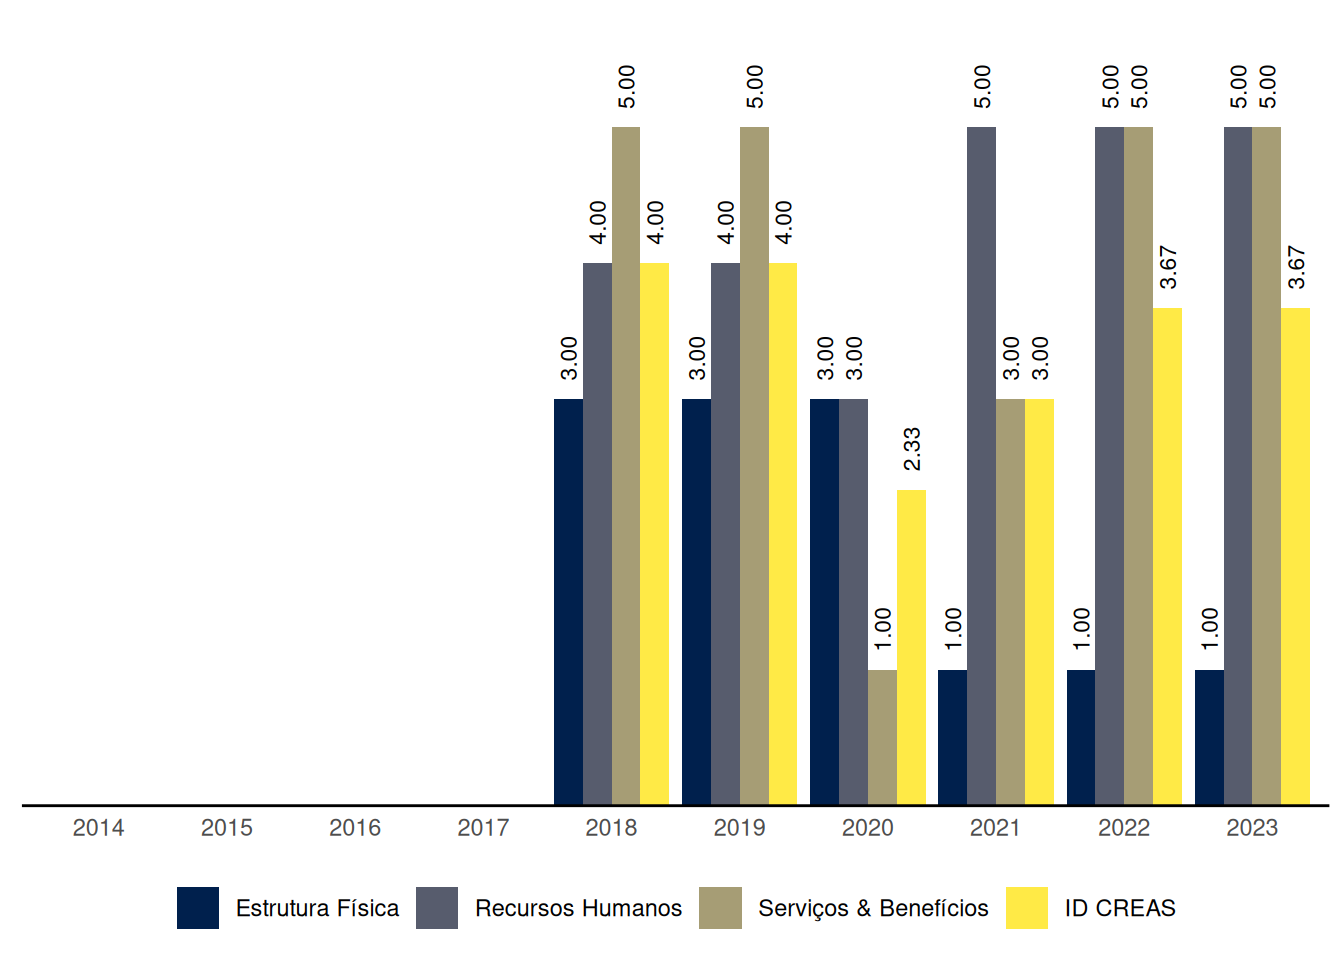 5.00 5.00 5.00 5.00 5.00 5.00 5.00
4.00 4.00 4.00 4.00
3.67 3.67
3.00 3.00 3.00 3.00 3.00 3.00
2.33
1.00 1.00 1.00 1.00
2014 2015 2016 2017 2018 2019 2020 2021 2022 2023
Estrutura Física Recursos Humanos Serviços & Benefícios ID CREAS